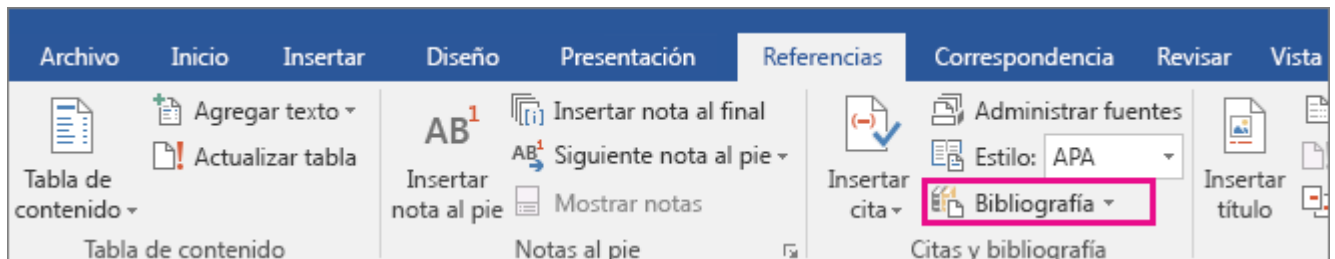 Archivo Inicio Insertar Diseño Presentación Referencias Correspondencia Revisar Vista
Tabla de
contenido
Agregar texto
Actualizar tabla
Tabla de contenido
AB1
Insertar
nota al pie
[i] Insertar nota al final
AB1 Siguiente nota al pie
Mostrar notas
Notas al pie
(-)
Insertar
cita
Administrar fuentes
Estilo: APA
Bibliografía
Citas y bibliografía
Insertar
título